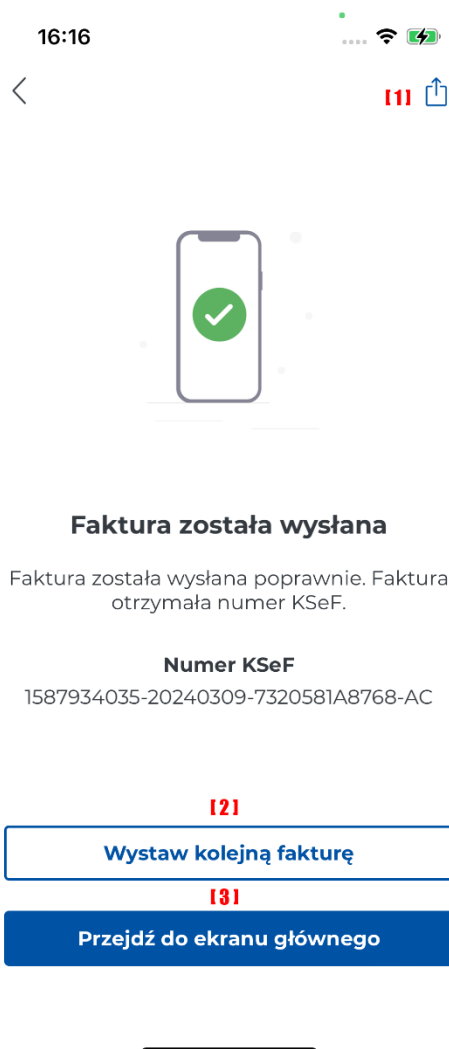 16:16
[1]
Faktura została wysłana
Faktura została wysłana poprawnie. Faktura
otrzymała numer KSeF.
Numer KSeF
1587934035-20240309-7320581A8768-AC
[2]
Wystaw kolejną fakturę
[3]
Przejdź do ekranu głównego